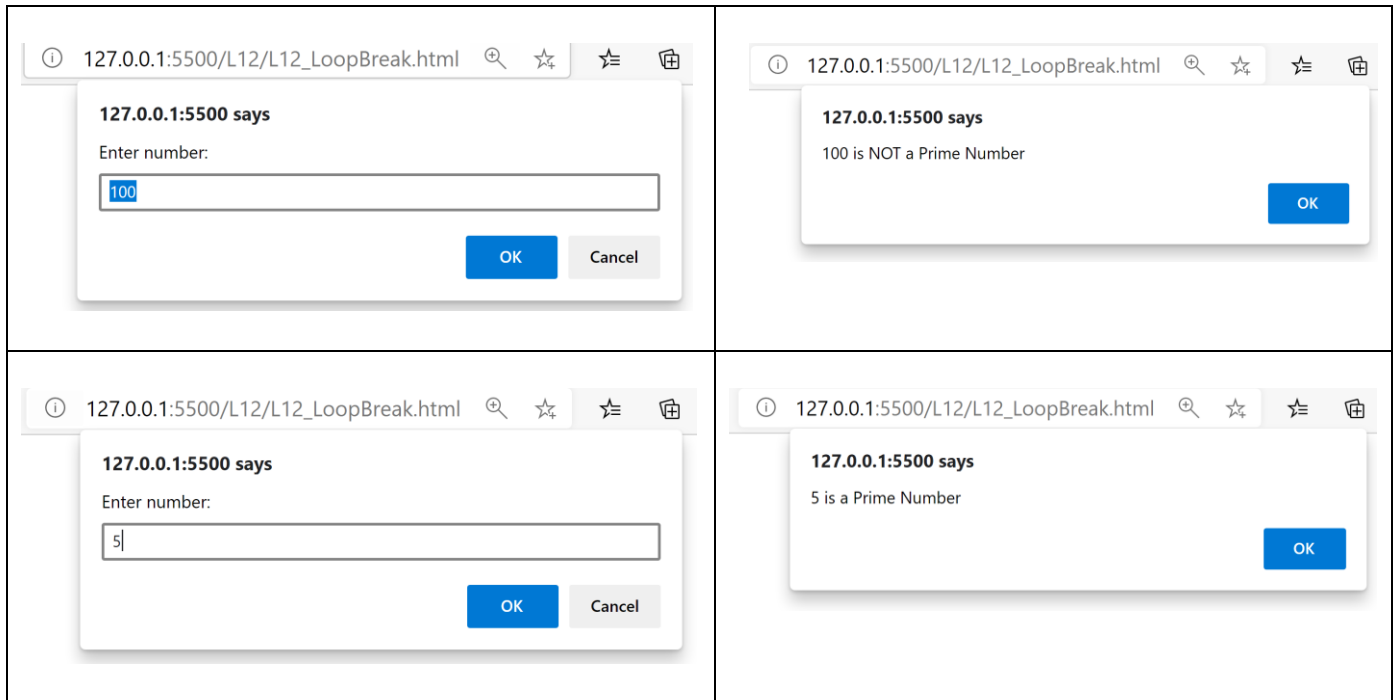 127.0.0.1:5500/L12/L12_LoopBreak.html
127.0.0.1:5500 says
Enter number:
100
OK Cancel
127.0.0.1:5500/L12/L12_LoopBreak.html
127.0.0.1:5500 says
100 is NOT a Prime Number
OK
127.0.0.1:5500/L12/L12_LoopBreak.html
127.0.0.1:5500 says
Enter number:
5
OK Cancel
127.0.0.1:5500/L12/L12_LoopBreak.html
127.0.0.1:5500 says
5 is a Prime Number
OK